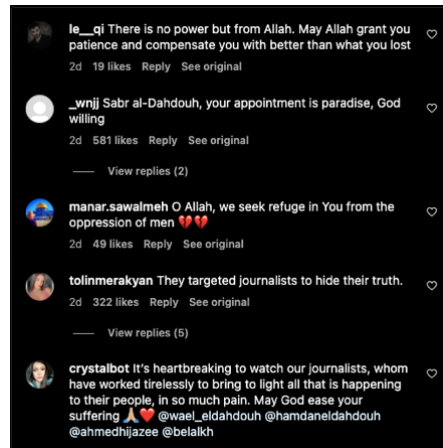 le__qi There is no power but from Allah. May Allah grant you
patience and compensate you with better than what you lost
2d 19 likes Reply See original
_wnjj Sabr al-Dahdouh, your appointment is paradise, God
willing
2d 581 likes Reply See original
View replies (2)
manar.sawalmeh O Allah, we seek refuge in You from the
oppression of men 💔💔
2d 49 likes Reply See original
tolinmerakyan They targeted journalists to hide their truth.
2d 322 likes Reply See original
View replies (5)
crystalbot It's heartbreaking to watch our journalists, whom
have worked tirelessly to bring to light all that is happening
to their people, in so much pain. May God ease your
suffering 🙏🏼❤️ @wael_eldahdouh @hamdaneldahdouh
@ahmedhijazee @belalkh